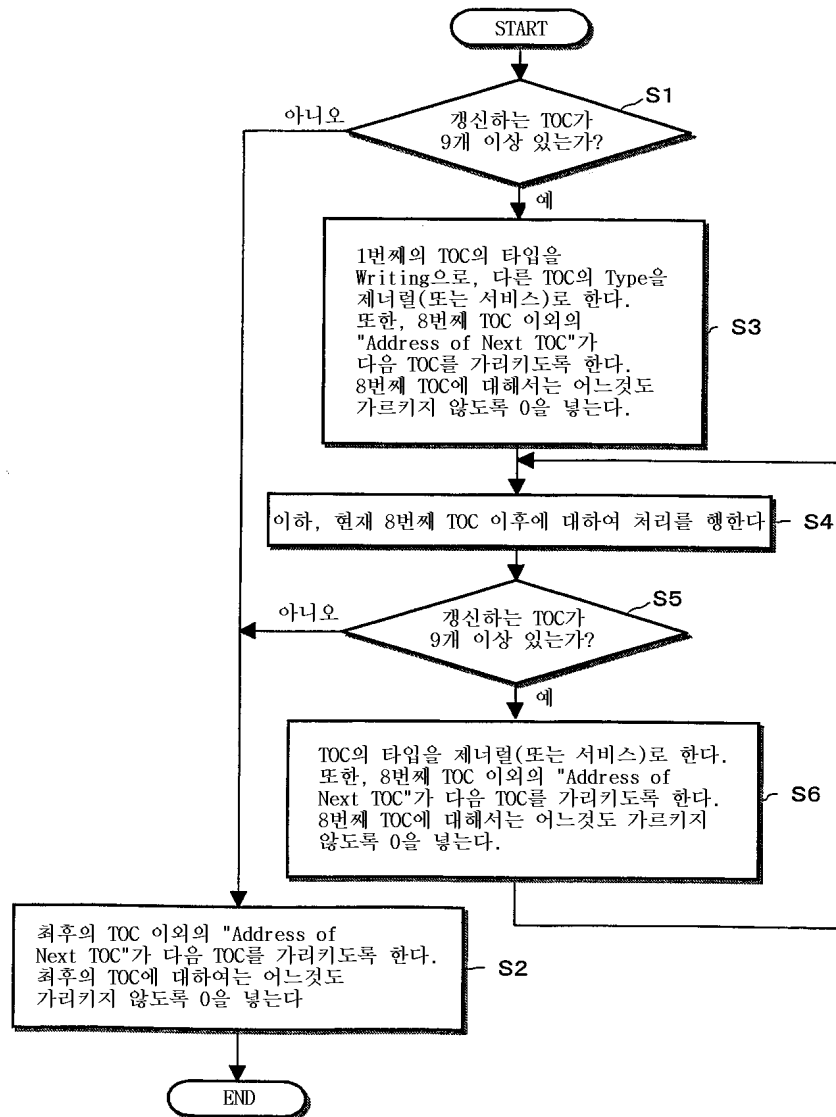 START
S1
아니오
갱신하는 TOC가
9개 이상 있는가?
예
1번째의 TOC의 타입을
Writing으로, 다른 TOC의 Type을
제너럴(또는 서비스)로 한다.
또한, 8번째 TOC 이외의
"Address of Next TOC"가
다음 TOC를 가리키도록 한다.
8번째 TOC에 대해서는 어느것도
가르키지 않도록 0을 넣는다.
S3
이하, 현재 8번째 TOC 이후에 대하여 처리를 행한다
S4
S5
아니오
갱신하는 TOC가
9개 이상 있는가?
예
TOC의 타입을 제너럴(또는 서비스)로 한다.
또한, 8번째 TOC 이외의 "Address of
Next TOC"가 다음 TOC를 가리키도록 한다.
8번째 TOC에 대해서는 어느것도 가르키지
않도록 0을 넣는다.
S6
최후의 TOC 이외의 "Address of
Next TOC"가 다음 TOC를 가리키도록 한다.
최후의 TOC에 대하여는 어느것도
가리키지 않도록 0을 넣는다
S2
END